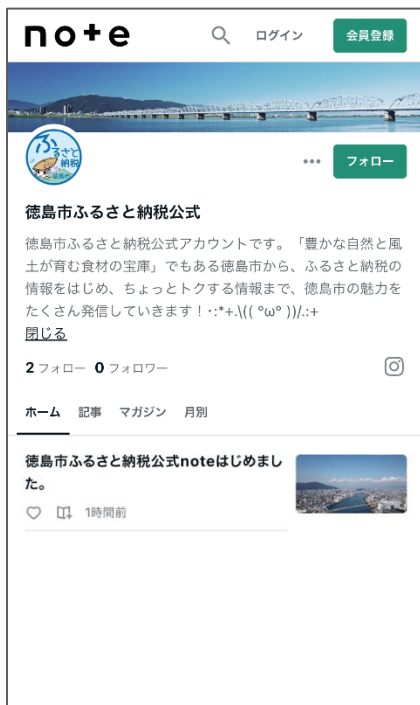 note
ログイン
会員登録
ふるさと
納税
フォロー
徳島市ふるさと納税公式
徳島市ふるさと納税公式アカウントです。「豊かな自然と風
土が育む食材の宝庫」でもある徳島市から、ふるさと納税の
情報をはじめ、ちょっとトクする情報まで、徳島市の魅力を
たくさん発信していきます！･:*+.\(( °ω° ))/.:+
閉じる
2 フォロー 0 フォロワー
ホーム 記事 マガジン 月別
徳島市ふるさと納税公式noteはじめまし
た。
1時間前